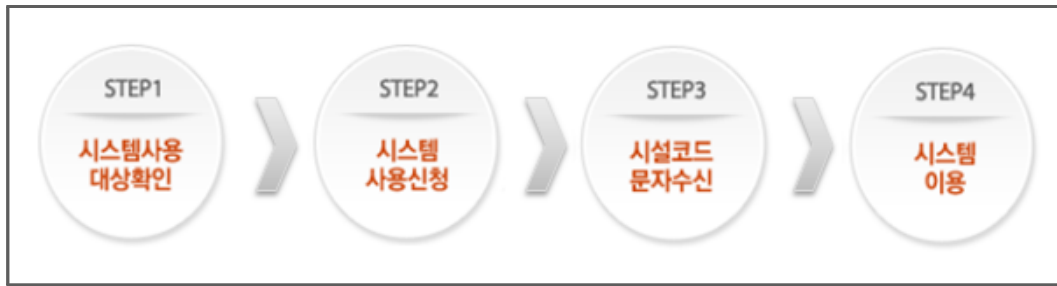 STEP1
시스템사용
대상확인
STEP2
시스템
사용신청
STEP3
시설코드
문자수신
STEP4
시스템
이용